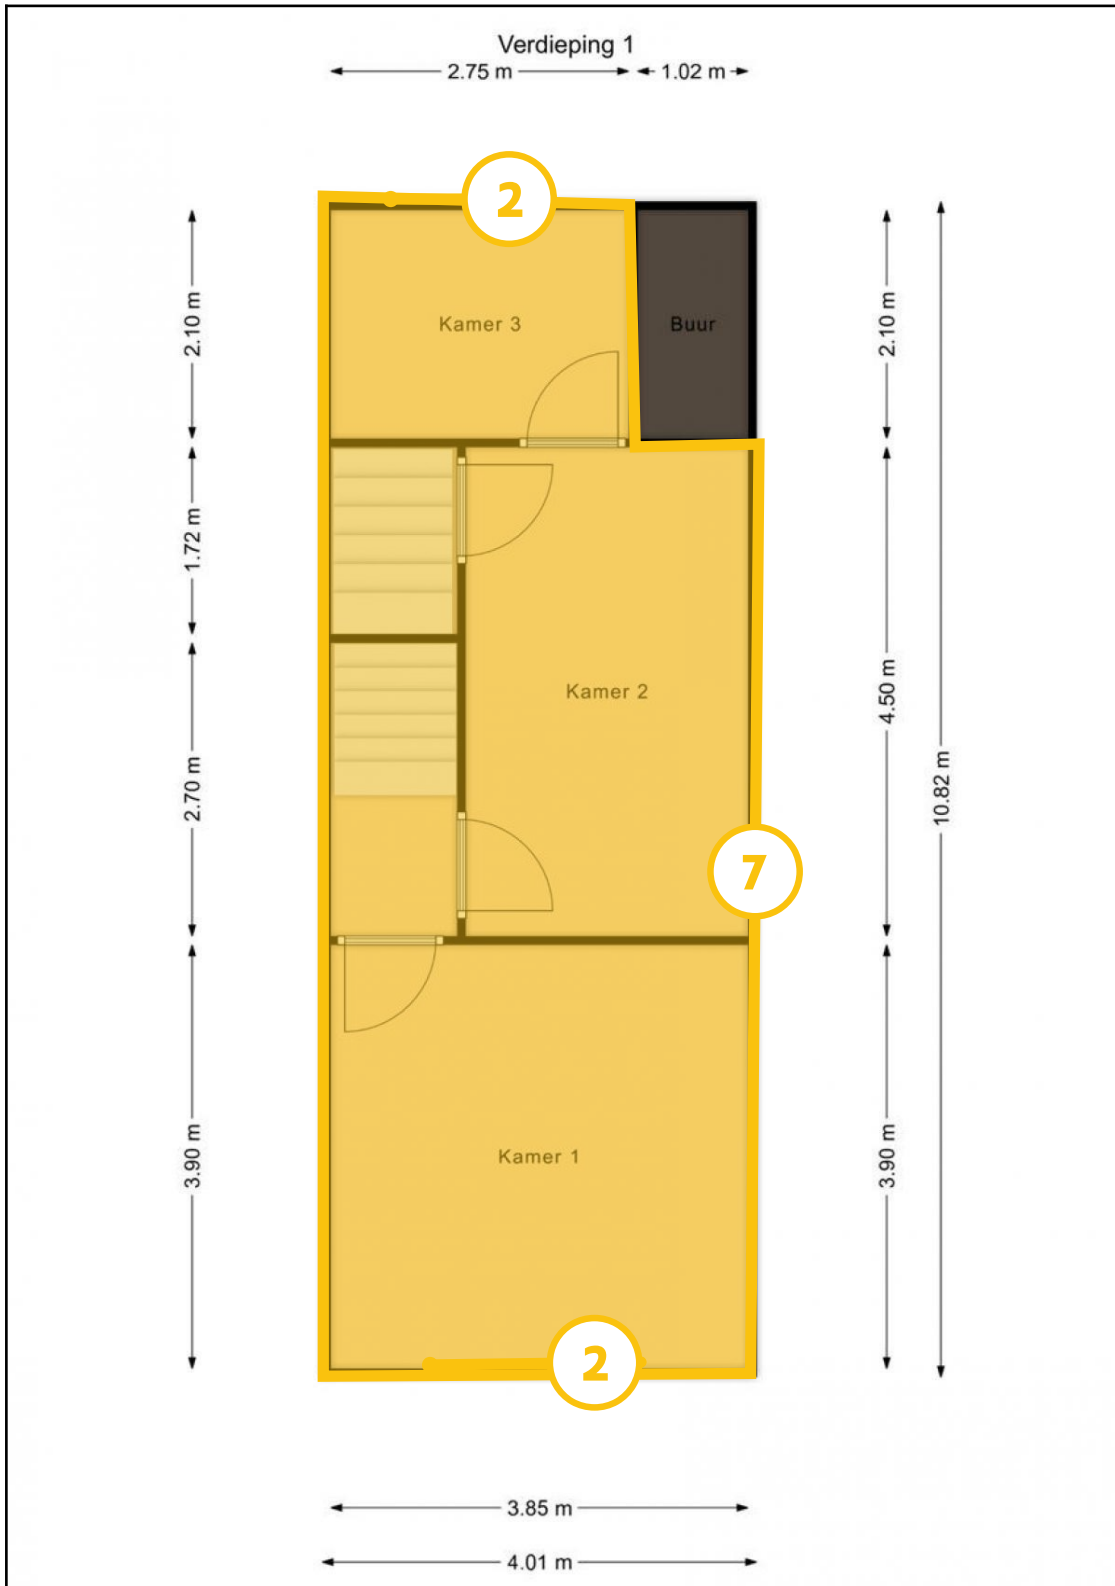 Verdieping 1
2.75 m
1.02 m
2
2.10 m
Kamer 3
Buur
2.10 m
1.72 m
Kamer 2
4.50 m
2.70 m
10.82 m
7
3.90 m
Kamer 1
3.90 m
2
3.85 m
4.01 m